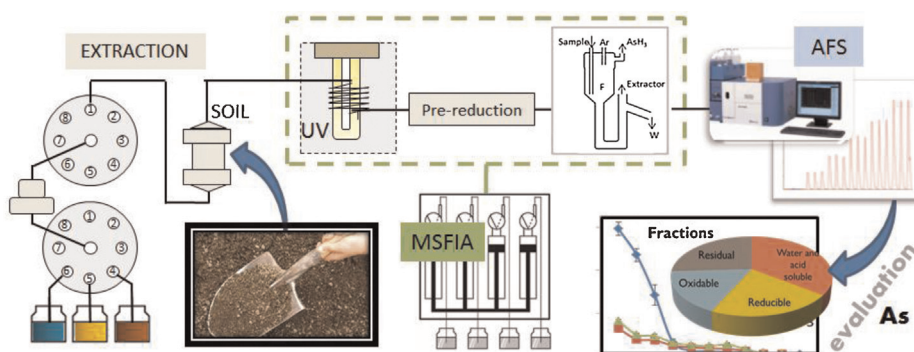 EXTRACTION
1
8
2
7
3
6
4
5
SOIL
1
8
2
7
3
6
4
5
UV
Pre-reduction
Sample
Ar
AsH3
F
Extractor
W
AFS
MSFIA
Fractions
Residual
Water and
acid
soluble
Oxidable
Reducible
evaluation
As